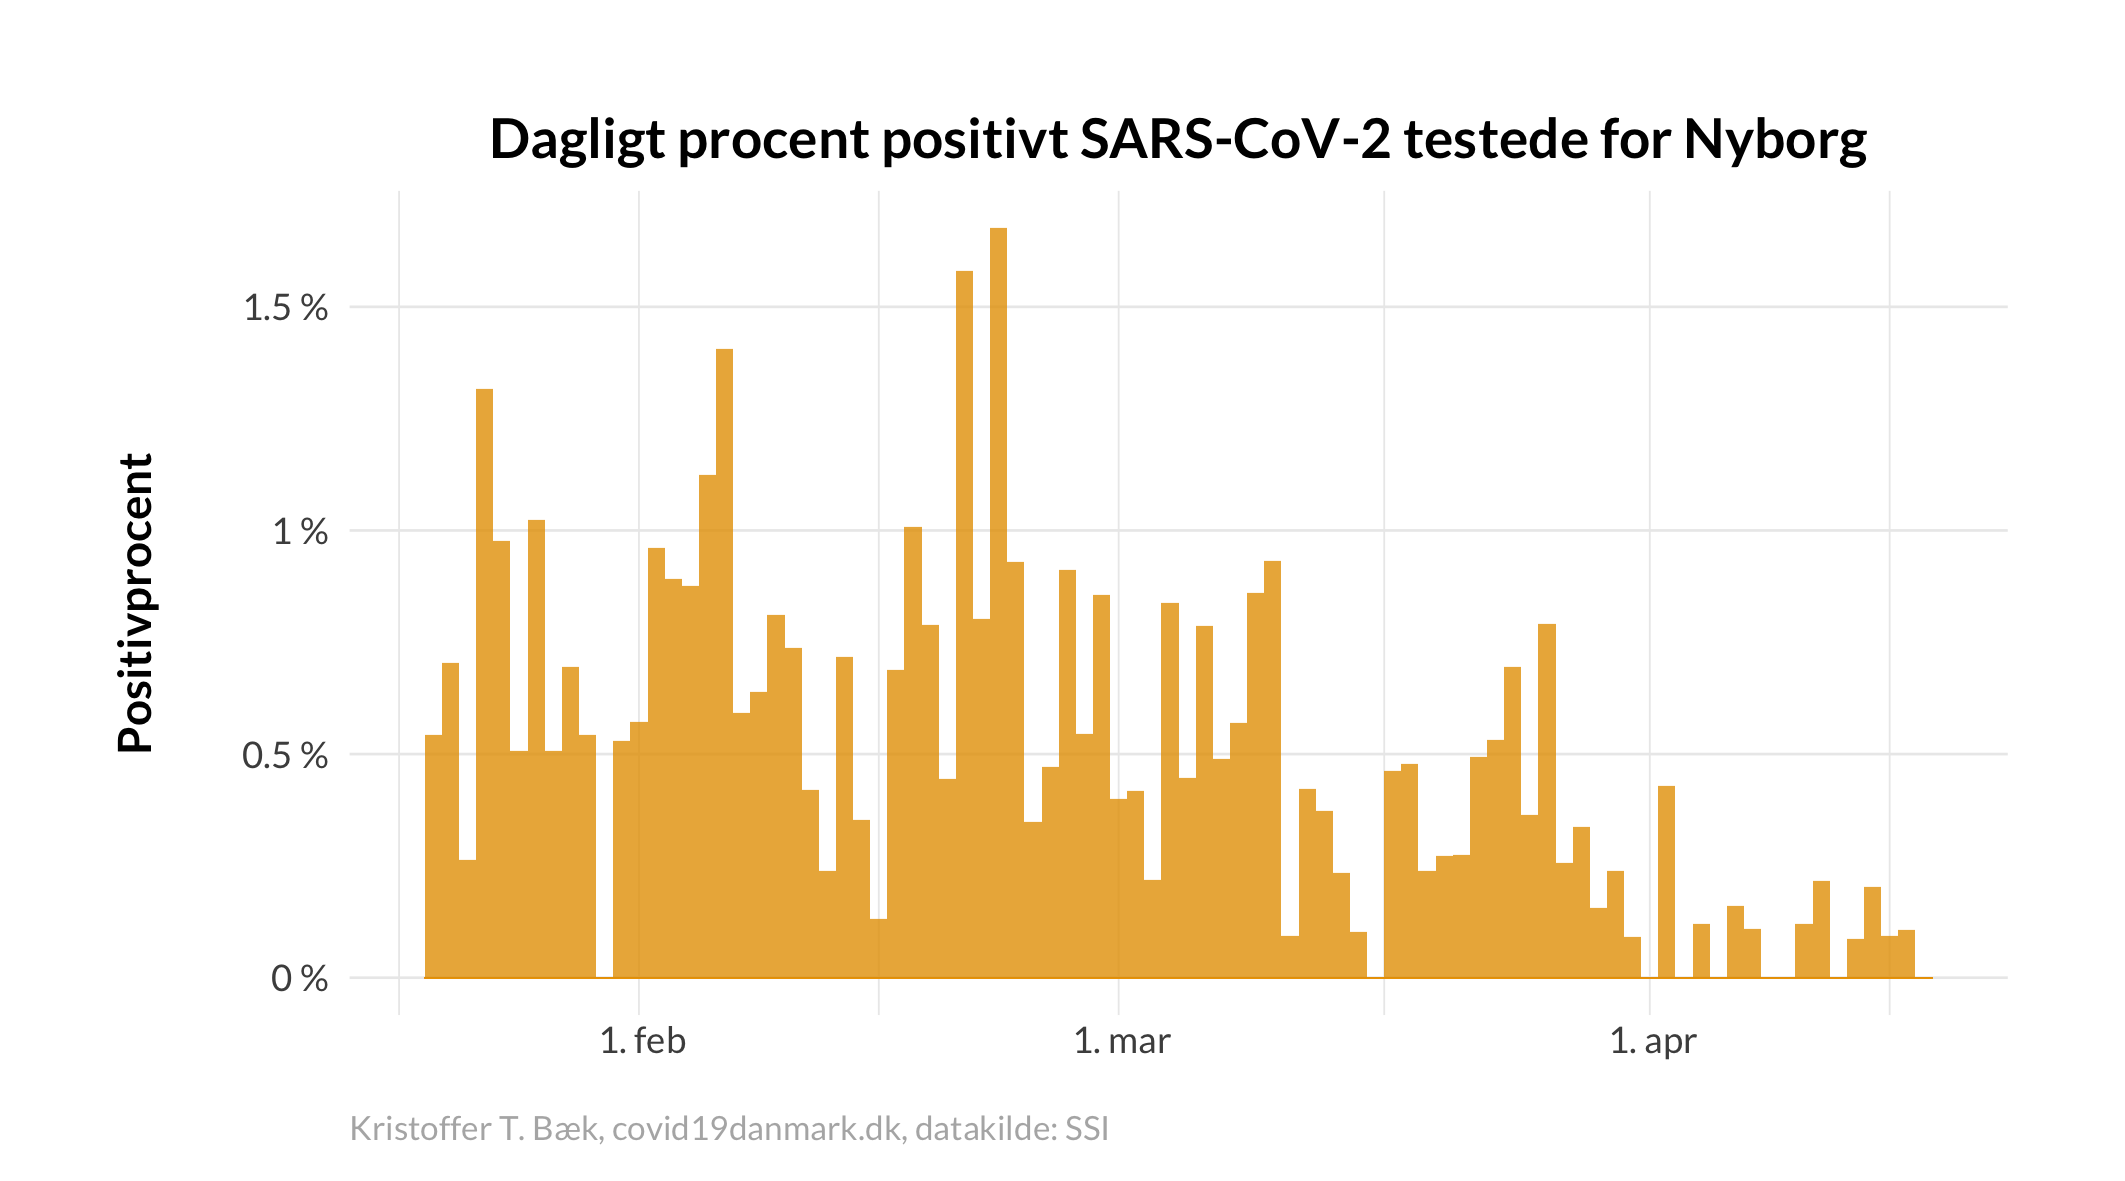 Dagligt procent positivt SARS-CoV-2 testede for Nyborg
Positivprocent
1.5 %
1 %
0.5 %
0 %
1. feb
1. mar
1. apr
Kristoffer T. Bæk, covid19danmark.dk, datakilde: SSI